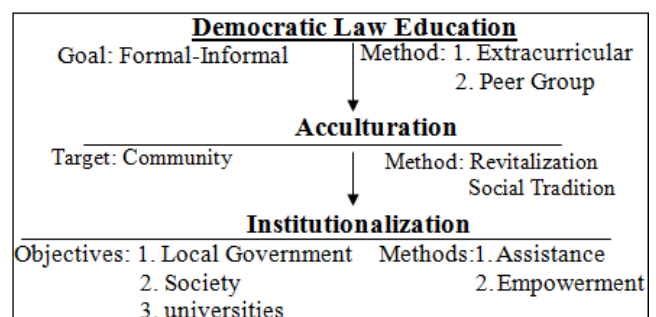 Democratic Law Education
Goal: Formal-Informal Method: 1. Extracurricular
2. Peer Group
Acculturation
Target: Community Method: Revitalization
Social Tradition
Institutionalization
Objectives: 1. Local Government Methods:1. Assistance
2. Society 2. Empowerment
3. universities